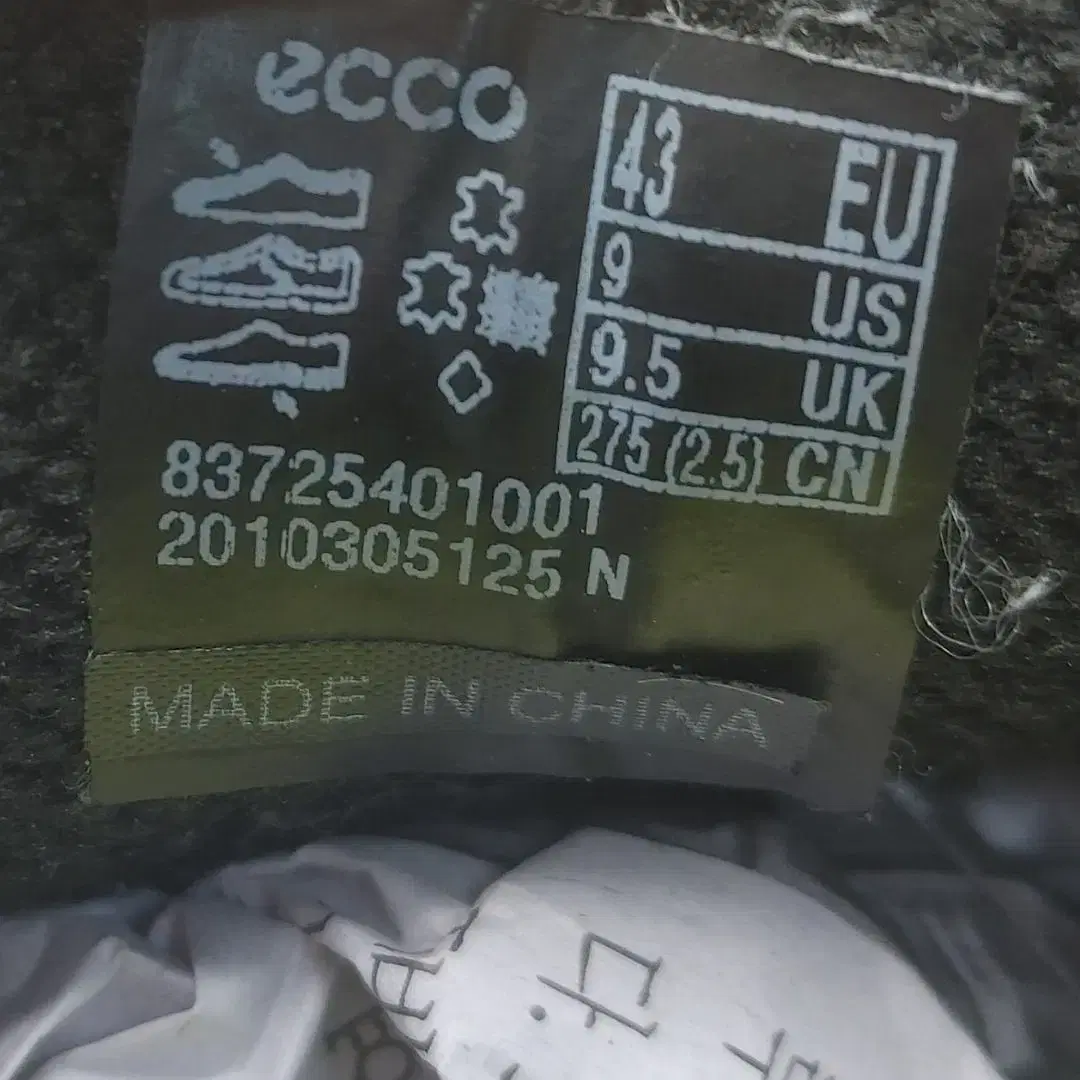 ecco
43 EU
9 US
9.5 UK
275 (2.5) CN
83725401001
2010305125 N
MADE IN CHINA